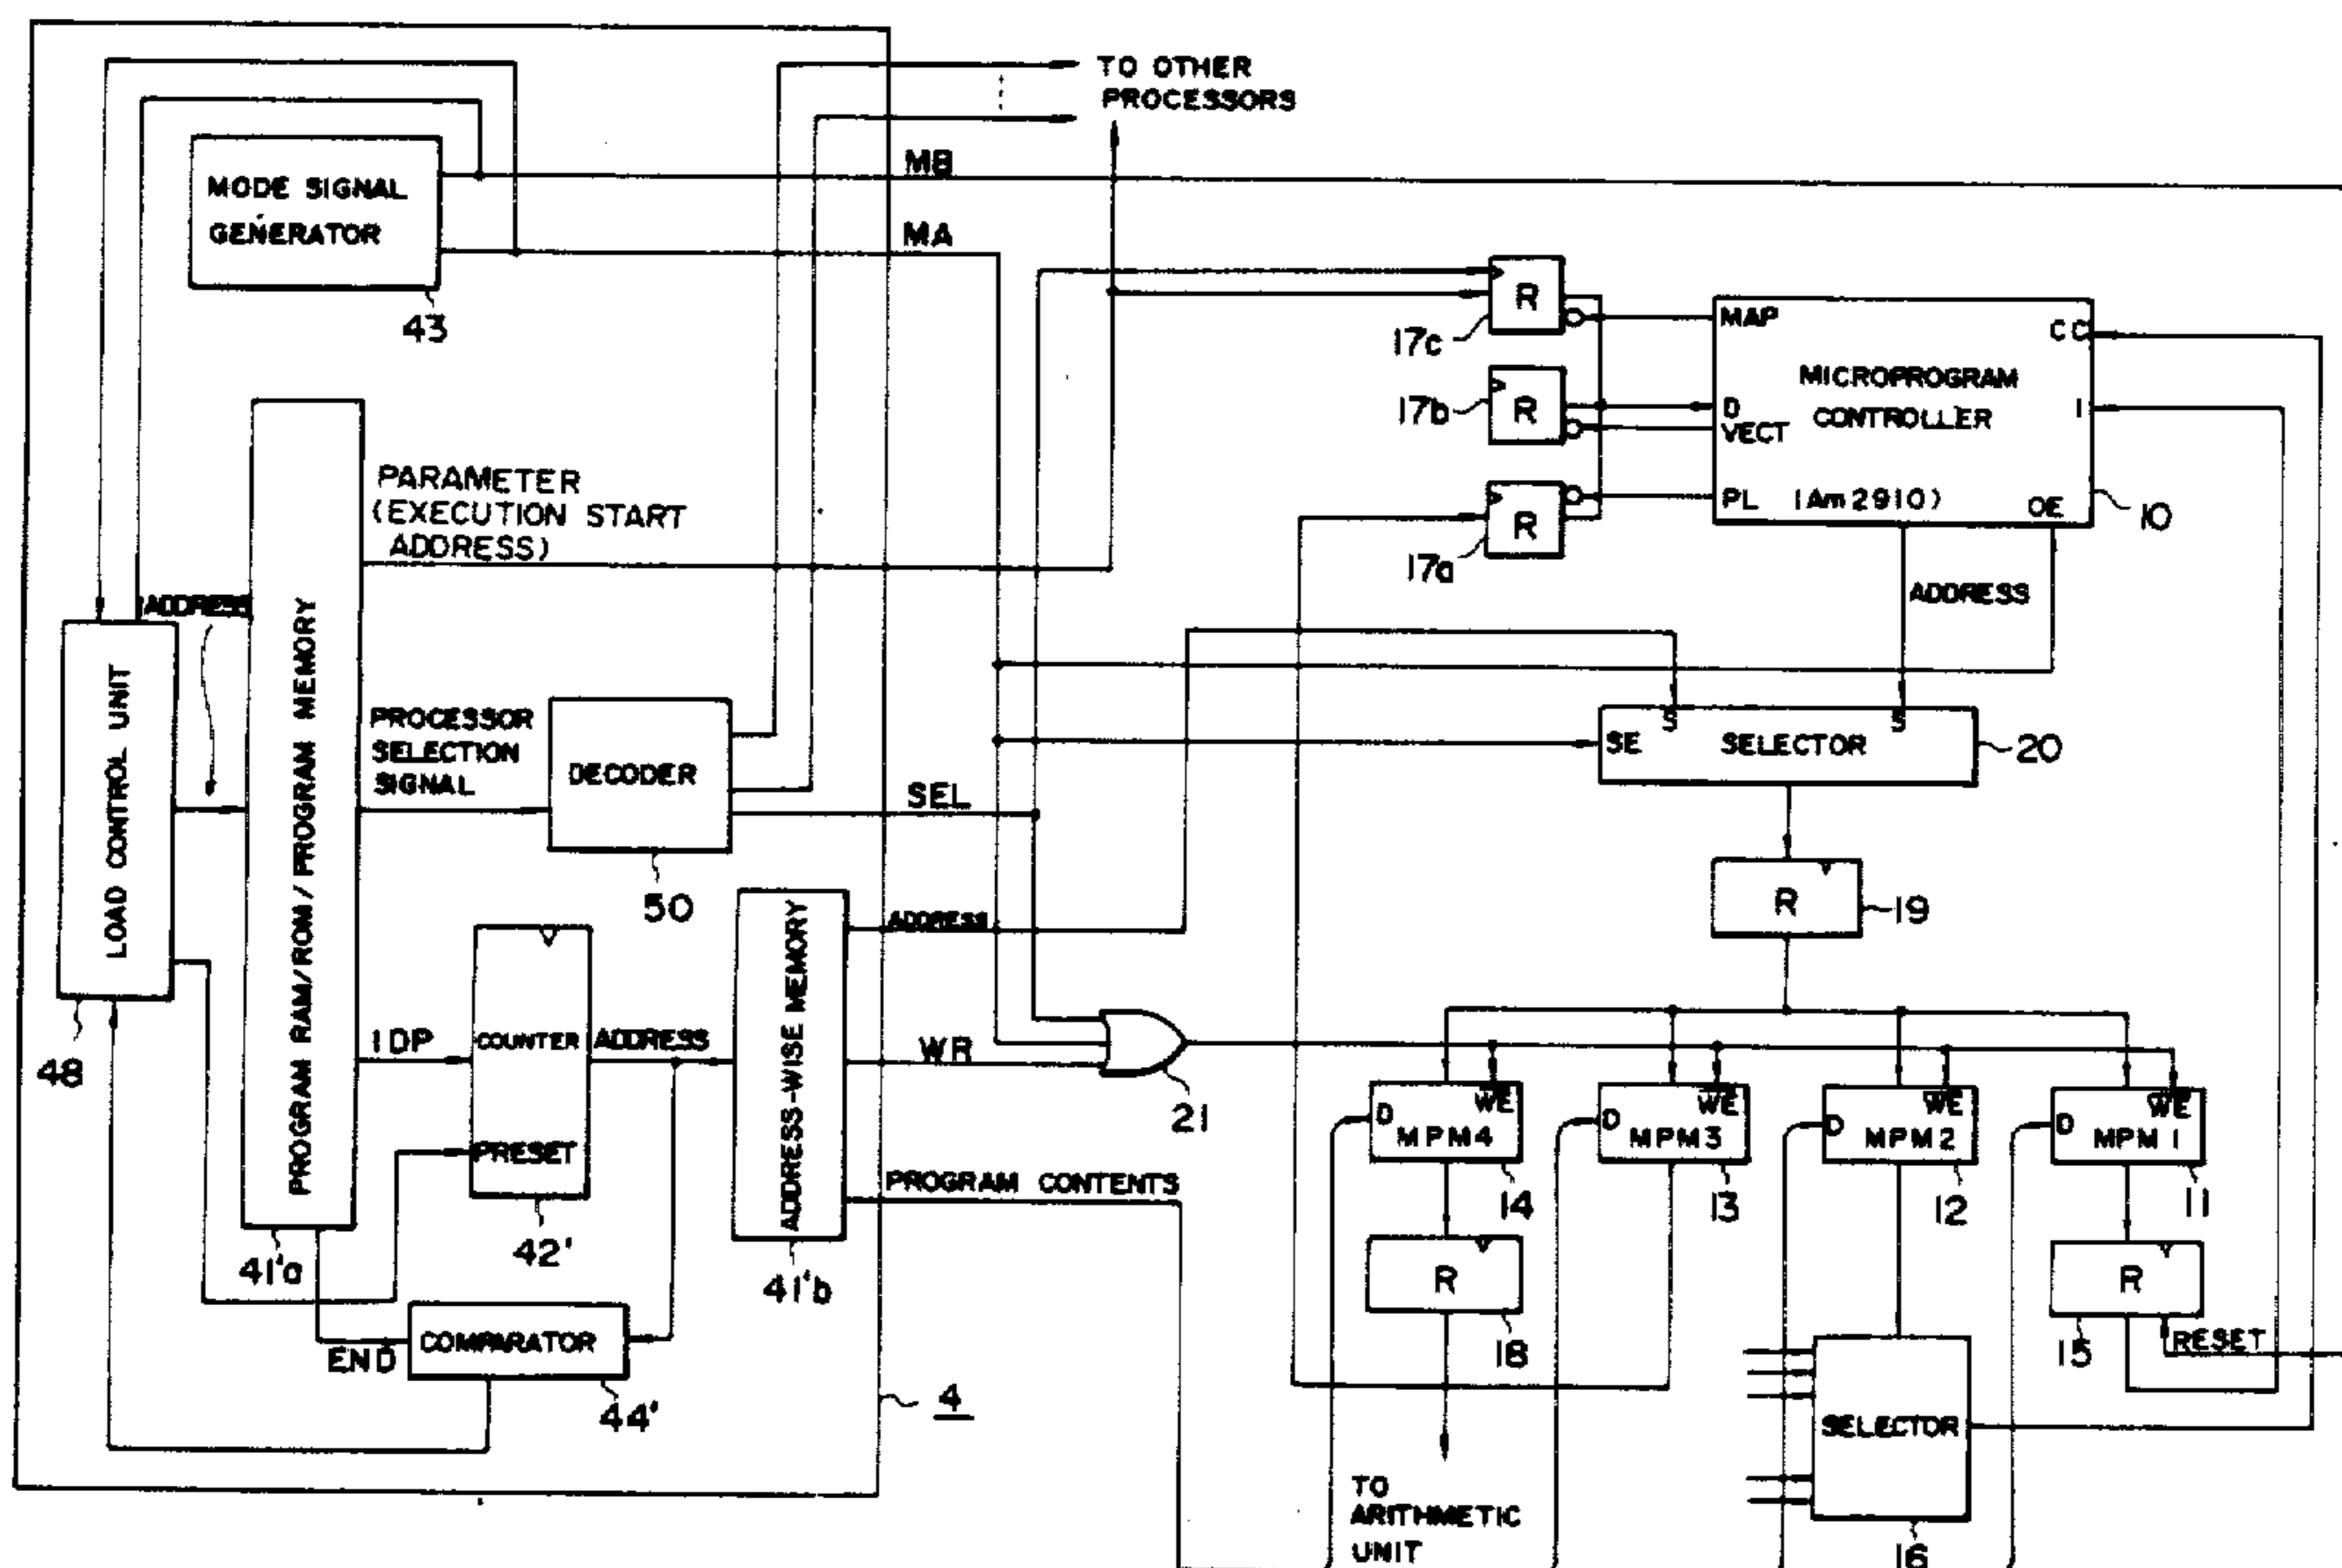 TO OTHER
PROCESSORS
MB
MODE SIGNAL
GENERATOR
MA
43
R
17c
MAP
CC
MICROPROGRAM
CONTROLLER
R
17b
D
VECT
I
R
17a
PL
(Am2910)
OE
10
PARAMETER
(EXECUTION START
ADDRESS)
ADDRESS
ADDRESS
LOAD CONTROL UNIT
PROGRAM RAM/ROM/PROGRAM MEMORY
PROCESSOR
SELECTION
SIGNAL
DECODER
50
SEL
S
S
SE
SELECTOR
20
R
19
48
IDP
COUNTER
PRESET
42'
ADDRESS
ADDRESS-WISE MEMORY
ADDRESS
WR
21
PROGRAM CONTENTS
D
WE
MPM4
14
D
WE
MPM3
13
D
WE
MPM2
12
D
WE
MPM1
11
41'a
41'b
R
18
R
15
RESET
END
COMPARATOR
44'
4
SELECTOR
16
TO
ARITHMETIC
UNIT